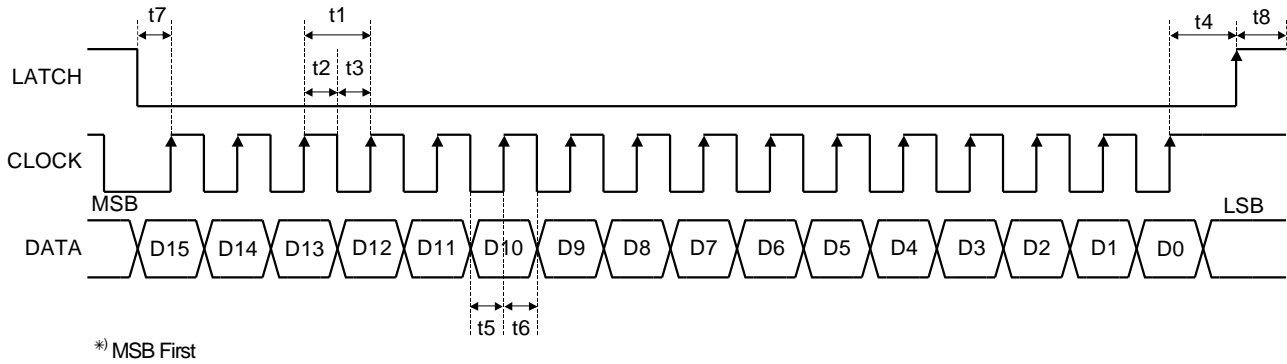 t7 t1 t4 t8
t2 t3
LATCH
CLOCK
MSB LSB
DATA D15 D14 D13 D12 D11 D10 D9 D8 D7 D6 D5 D4 D3 D2 D1 D0
t5 t6
*) MSB First